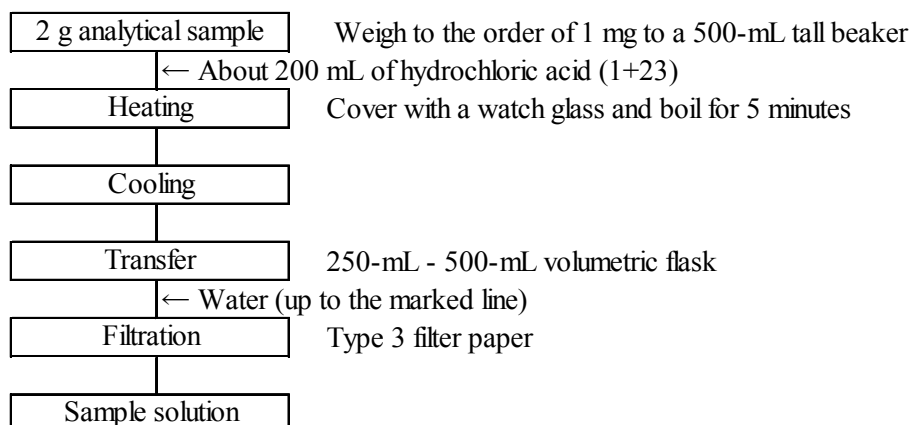 2 g analytical sample Weigh to the order of 1 mg to a 500-mL tall beaker
← About 200 mL of hydrochloric acid (1+23)
Heating Cover with a watch glass and boil for 5 minutes
Cooling
Transfer 250-mL - 500-mL volumetric flask
← Water (up to the marked line)
Filtration Type 3 filter paper
Sample solution